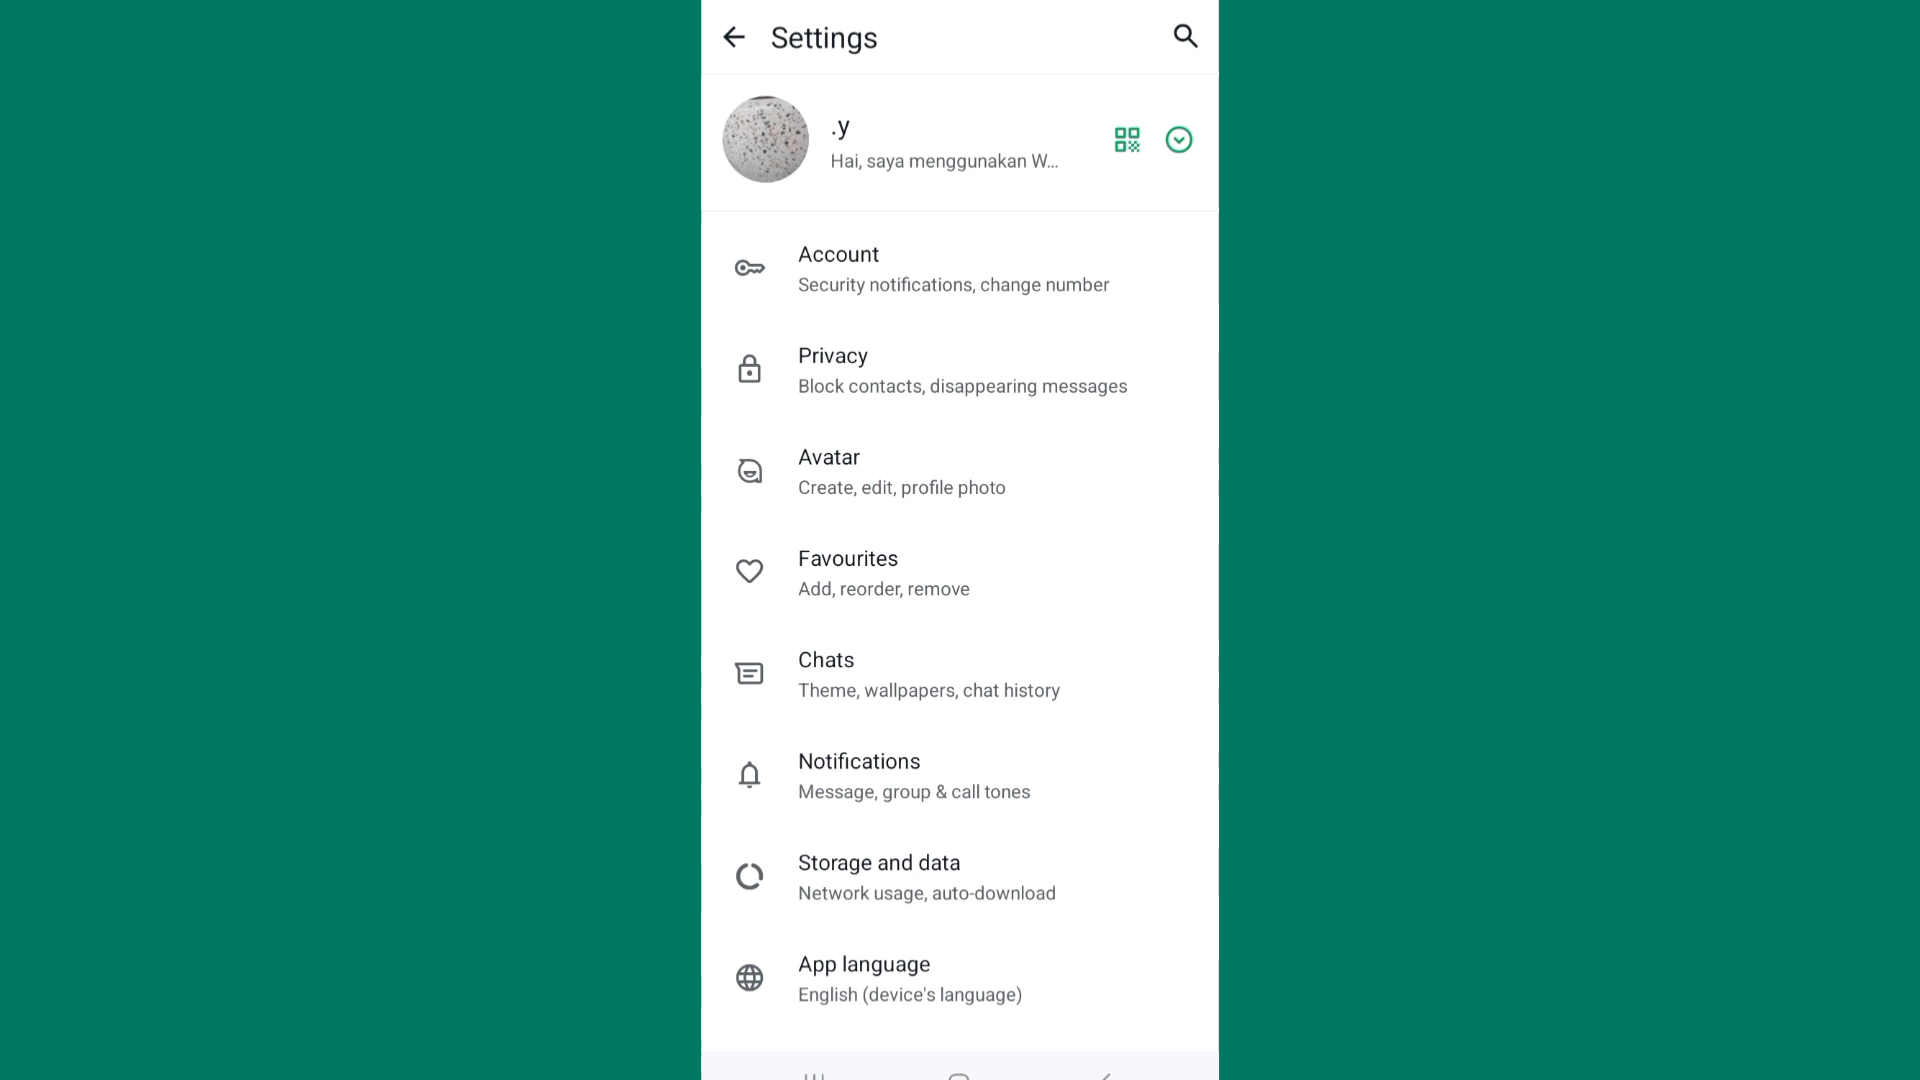 Settings
.y
Hai, saya menggunakan W...
Account
Security notifications, change number
Privacy
Block contacts, disappearing messages
Avatar
Create, edit, profile photo
Favourites
Add, reorder, remove
Chats
Theme, wallpapers, chat history
Notifications
Message, group & call tones
Storage and data
Network usage, auto-download
App language
English (device's language)